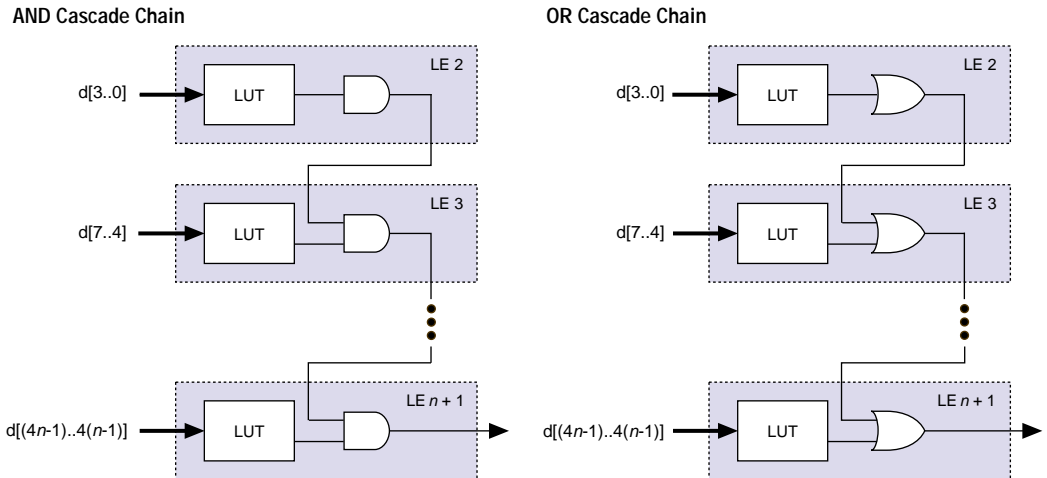 AND Cascade Chain
LE 2
d[3..0]
LUT
LE 3
d[7..4]
LUT
LE n + 1
d[(4n-1)..4(n-1)]
LUT
OR Cascade Chain
LE 2
d[3..0]
LUT
LE 3
d[7..4]
LUT
LE n + 1
d[(4n-1)..4(n-1)]
LUT